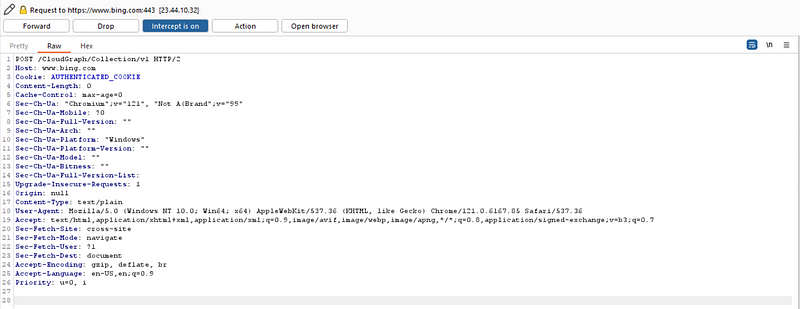 Request to https://www.bing.com:443 [23.44.10.32]
Forward Drop Intercept is on Action Open browser
Pretty Raw Hex \n
1 POST /CloudGraph/Collection/v1 HTTP/2
2 Host: www.bing.com
3 Cookie: AUTHENTICATED_COOKIE
4 Content-Length: 0
5 Cache-Control: max-age=0
6 Sec-Ch-Ua: "Chromium";v="121", "Not A(Brand";v="99"
7 Sec-Ch-Ua-Mobile: ?0
8 Sec-Ch-Ua-Full-Version: ""
9 Sec-Ch-Ua-Arch: ""
10 Sec-Ch-Ua-Platform: "Windows"
11 Sec-Ch-Ua-Platform-Version: ""
12 Sec-Ch-Ua-Model: ""
13 Sec-Ch-Ua-Bitness: ""
14 Sec-Ch-Ua-Full-Version-List:
15 Upgrade-Insecure-Requests: 1
16 Origin: null
17 Content-Type: text/plain
18 User-Agent: Mozilla/5.0 (Windows NT 10.0; Win64; x64) AppleWebKit/537.36 (KHTML, like Gecko) Chrome/121.0.6167.85 Safari/537.36
19 Accept: text/html,application/xhtml+xml,application/xml;q=0.9,image/avif,image/webp,image/apng,*/*;q=0.8,application/signed-exchange;v=b3;q=0.7
20 Sec-Fetch-Site: cross-site
21 Sec-Fetch-Mode: navigate
22 Sec-Fetch-User: ?1
23 Sec-Fetch-Dest: document
24 Accept-Encoding: gzip, deflate, br
25 Accept-Language: en-US,en;q=0.9
26 Priority: u=0, i
27
28